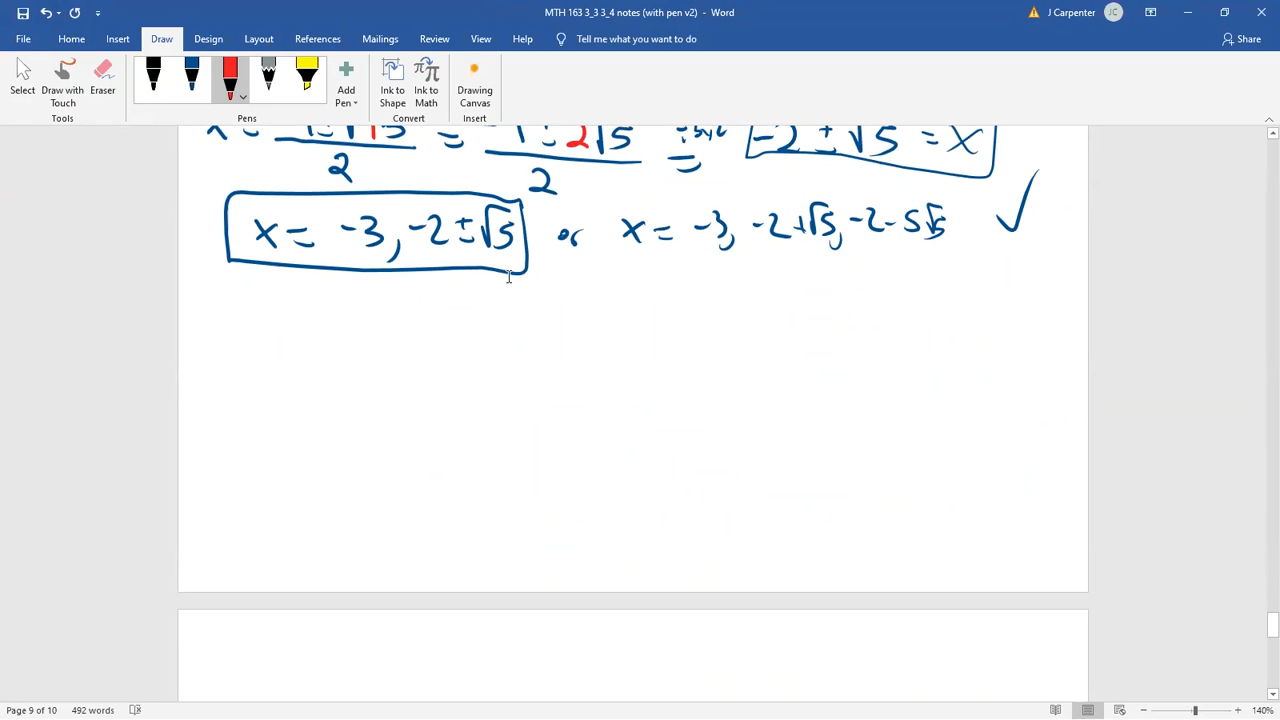 MTH 163 3_3 3_4 notes (with pen v2) - Word
J Carpenter
JC
File Home Insert Draw Design Layout References Mailings Review View Help Tell me what you want to do
Share
Select Draw with Touch Eraser Add Pen Ink to Shape Ink to Math Drawing Canvas
Tools Pens Convert Insert
-2 ± √5 = x
2 2
x = -3, -2 ± √5 or x = -3, -2 + √5, -2 - 5√5 ✓
Page 9 of 10 492 words
140%